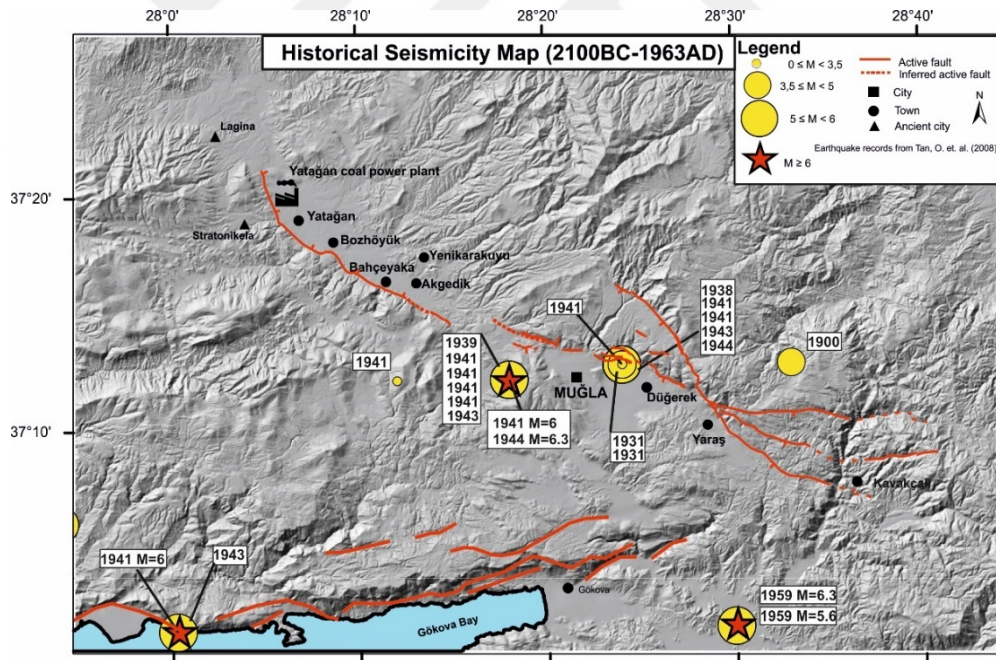 28°0'
28°10'
28°20'
28°30'
28°40'
Historical Seismicity Map (2100BC-1963AD)
Legend
0 ≤ M < 3,5
3,5 ≤ M < 5
5 ≤ M < 6
M ≥ 6
Active fault
Inferred active fault
City
Town
Ancient city
N
Earthquake records from Tan, O. et. al. (2008)
Lagina
Yatağan coal power plant
37°20'
Yatağan
Stratonikeia
Bozhöyük
Yenikarakuyu
Bahçeyaka
Akgedik
1941
1939
1941
1941
1941
1941
1943
1941 M=6
1944 M=6.3
1941
1938
1941
1941
1943
1944
1900
MUĞLA
Düğerek
1931
1931
Yaraş
37°10'
Kavakçalı
1941 M=6
1943
Gökova
Gökova Bay
1959 M=6.3
1959 M=5.6